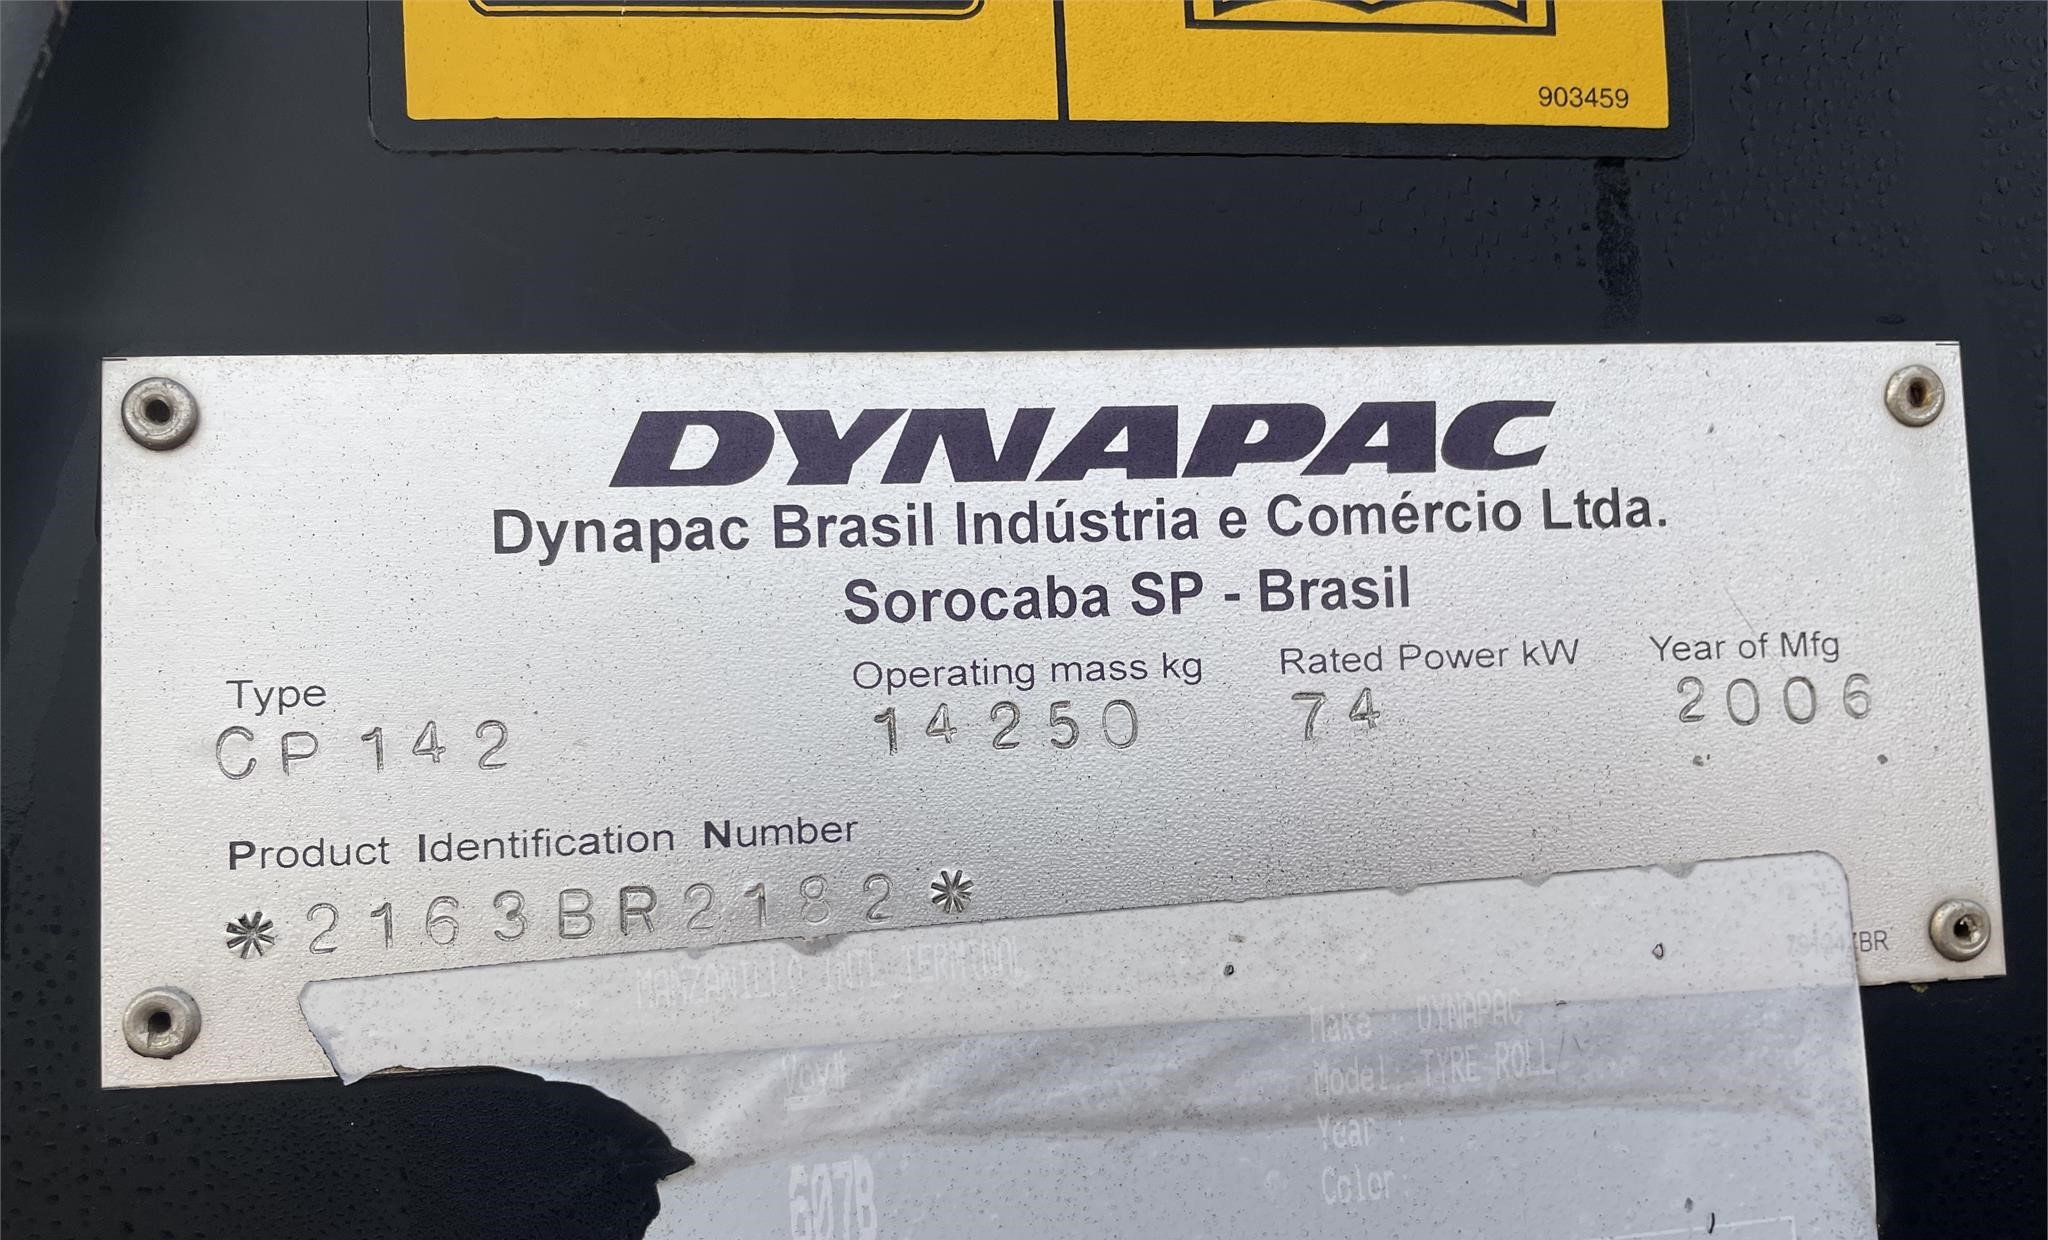 903459
DYNAPAC
Dynapac Brasil Indústria e Comércio Ltda.
Sorocaba SP - Brasil
Type
Operating mass kg
Rated Power kW
Year of Mfg
CP 142
14250
74
2006
Product Identification Number
*2163BR2182*
MANZANILLO INTL TERMINAL
Make : DYNAPAC
Model: TYRE ROLL
Year :
Color:
Voy#
607B